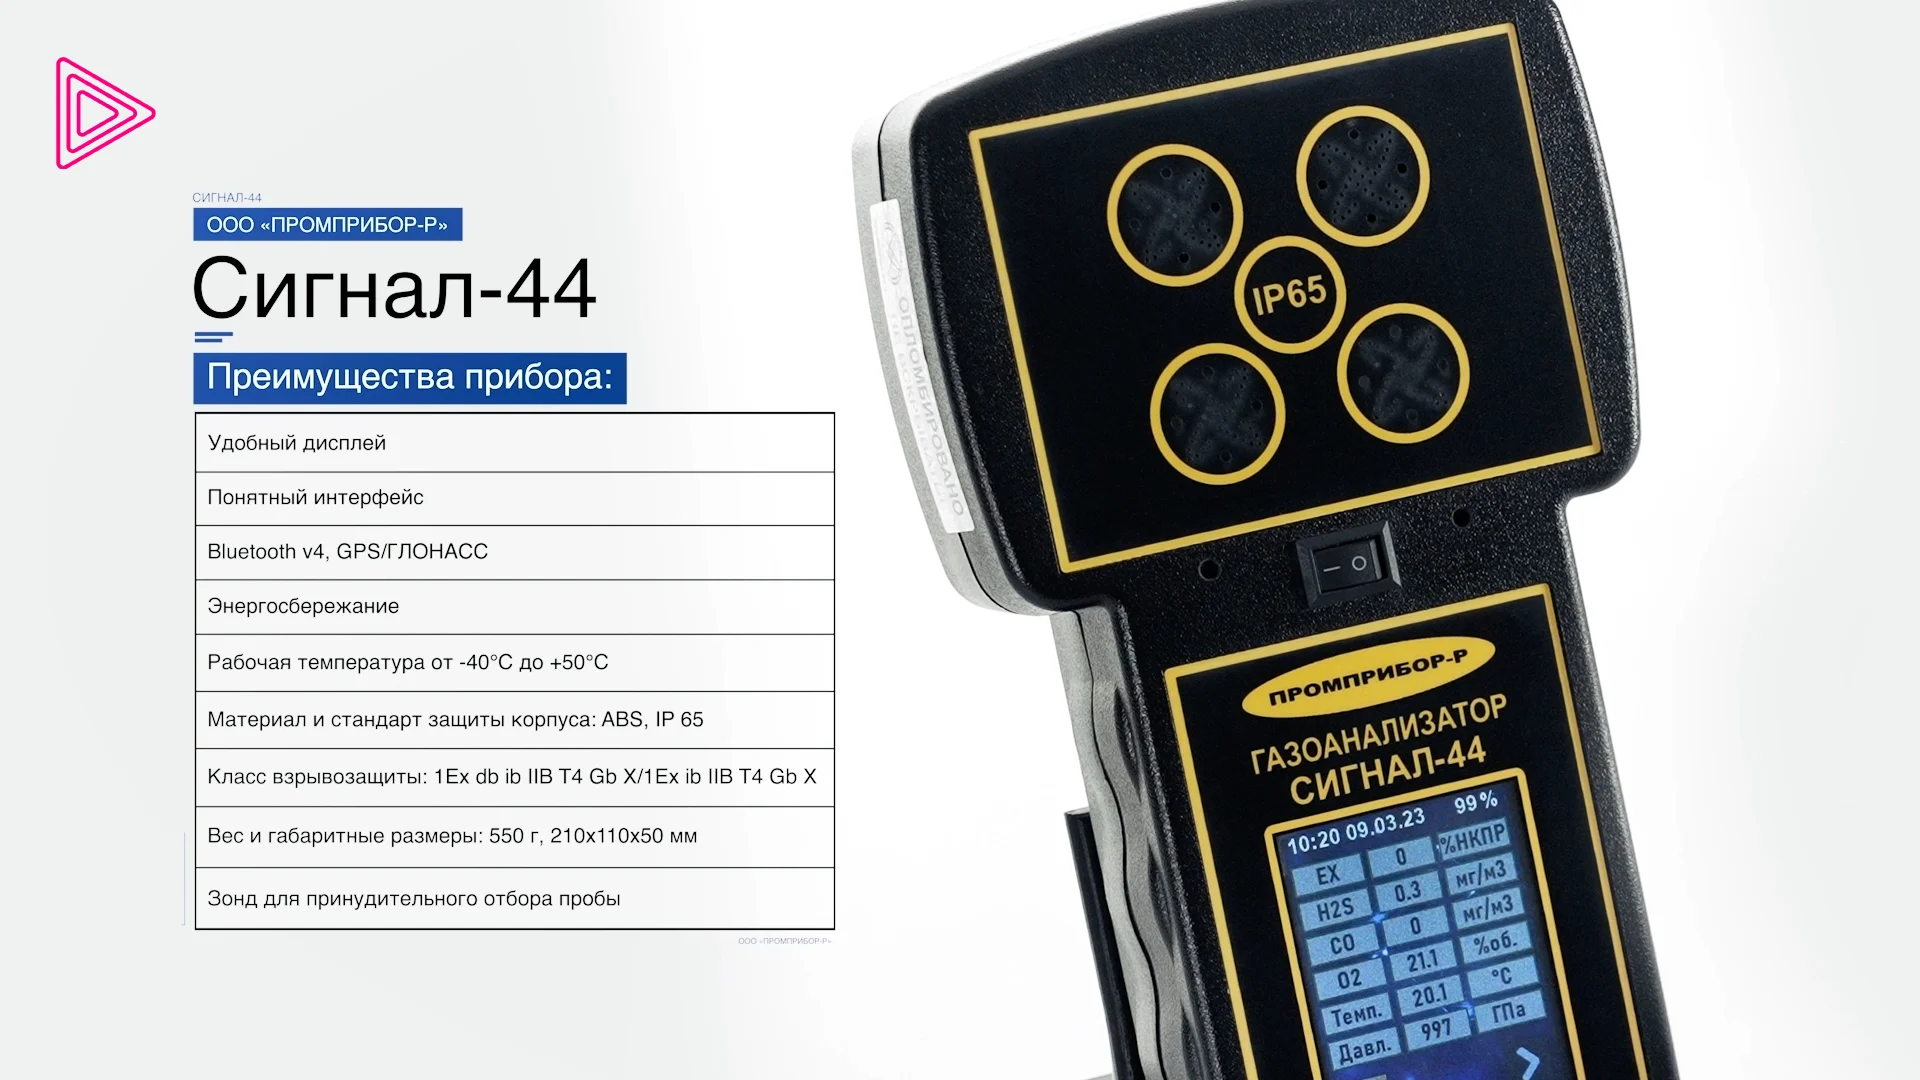 СИГНАЛ-44
ООО «ПРОМПРИБОР-Р»
Сигнал-44
Преимущества прибора:
Удобный дисплей
Понятный интерфейс
Bluetooth v4, GPS/ГЛОНАСС
Энергосбережание
Рабочая температура от -40°C до +50°C
Материал и стандарт защиты корпуса: ABS, IP 65
Класс взрывозащиты: 1Ex db ib IIB T4 Gb X/1Ex ib IIB T4 Gb X
Вес и габаритные размеры: 550 г, 210х110х50 мм
Зонд для принудительного отбора пробы
ООО «ПРОМПРИБОР-Р»
IP65
ОПЛОМБИРОВАНО
ПРОМПРИБОР-Р
ГАЗОАНАЛИЗАТОР
СИГНАЛ-44
10:20 09.03.23 99%
EX 0 %НКПР
H2S 0.3 мг/м3
CO 0 мг/м3
O2 21.1 %об.
Темп. 20.1 °C
Давл. 997 ГПа